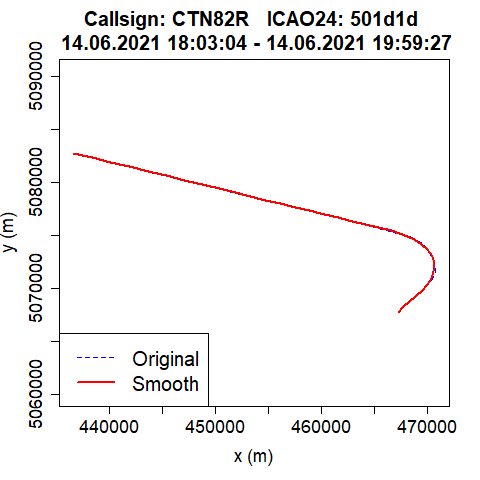 Callsign: CTN82R   ICAO24: 501d1d
14.06.2021 18:03:04 - 14.06.2021 19:59:27
5090000
5080000
5070000
5060000
y (m)
Original
Smooth
440000
450000
460000
470000
x (m)